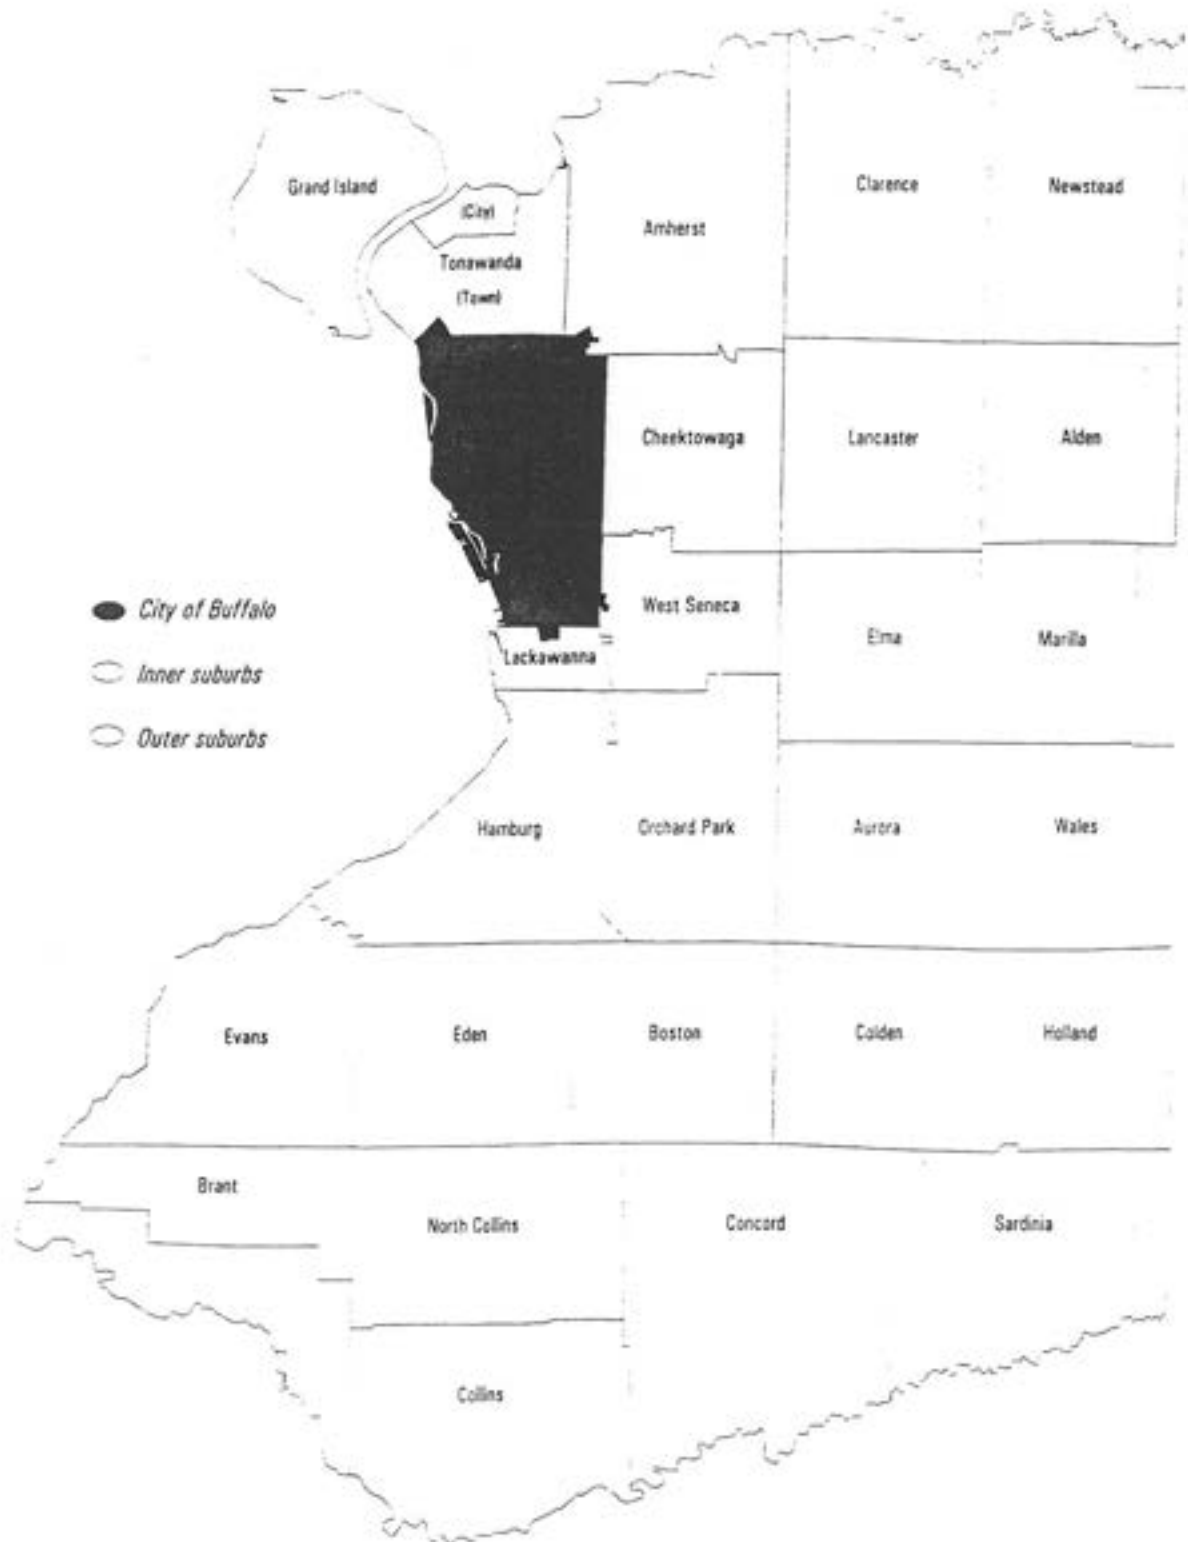 Grand Island
(City)
Tonawanda
(Town)
Amherst
Clarence
Newstead
Cheektowaga
Lancaster
Alden
City of Buffalo
Inner suburbs
Outer suburbs
West Seneca
Lackawanna
Elma
Marilla
Hamburg
Orchard Park
Aurora
Wales
Evans
Eden
Boston
Colden
Holland
Brant
North Collins
Concord
Sardinia
Collins